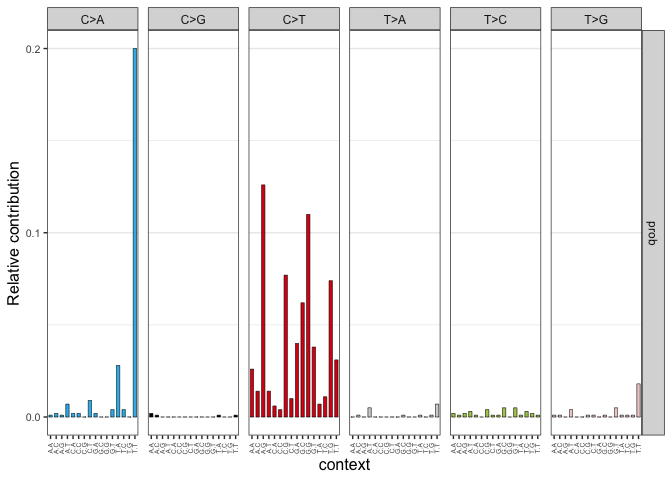 C>A C>G C>T T>A T>C T>G
0.2
0.1
0.0
Relative contribution
prob
A.A A.C A.G A.T C.A C.C C.G C.T G.A G.C G.G G.T T.A T.C T.G T.T A.A A.C A.G A.T C.A C.C C.G C.T G.A G.C G.G G.T T.A T.C T.G T.T A.A A.C A.G A.T C.A C.C C.G C.T G.A G.C G.G G.T T.A T.C T.G T.T A.A A.C A.G A.T C.A C.C C.G C.T G.A G.C G.G G.T T.A T.C T.G T.T A.A A.C A.G A.T C.A C.C C.G C.T G.A G.C G.G G.T T.A T.C T.G T.T A.A A.C A.G A.T C.A C.C C.G C.T G.A G.C G.G G.T T.A T.C T.G T.T
context